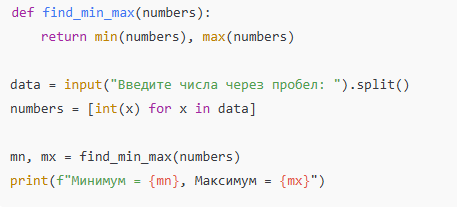 def find_min_max(numbers):
    return min(numbers), max(numbers)

data = input("Введите числа через пробел: ").split()
numbers = [int(x) for x in data]

mn, mx = find_min_max(numbers)
print(f"Минимум = {mn}, Максимум = {mx}")